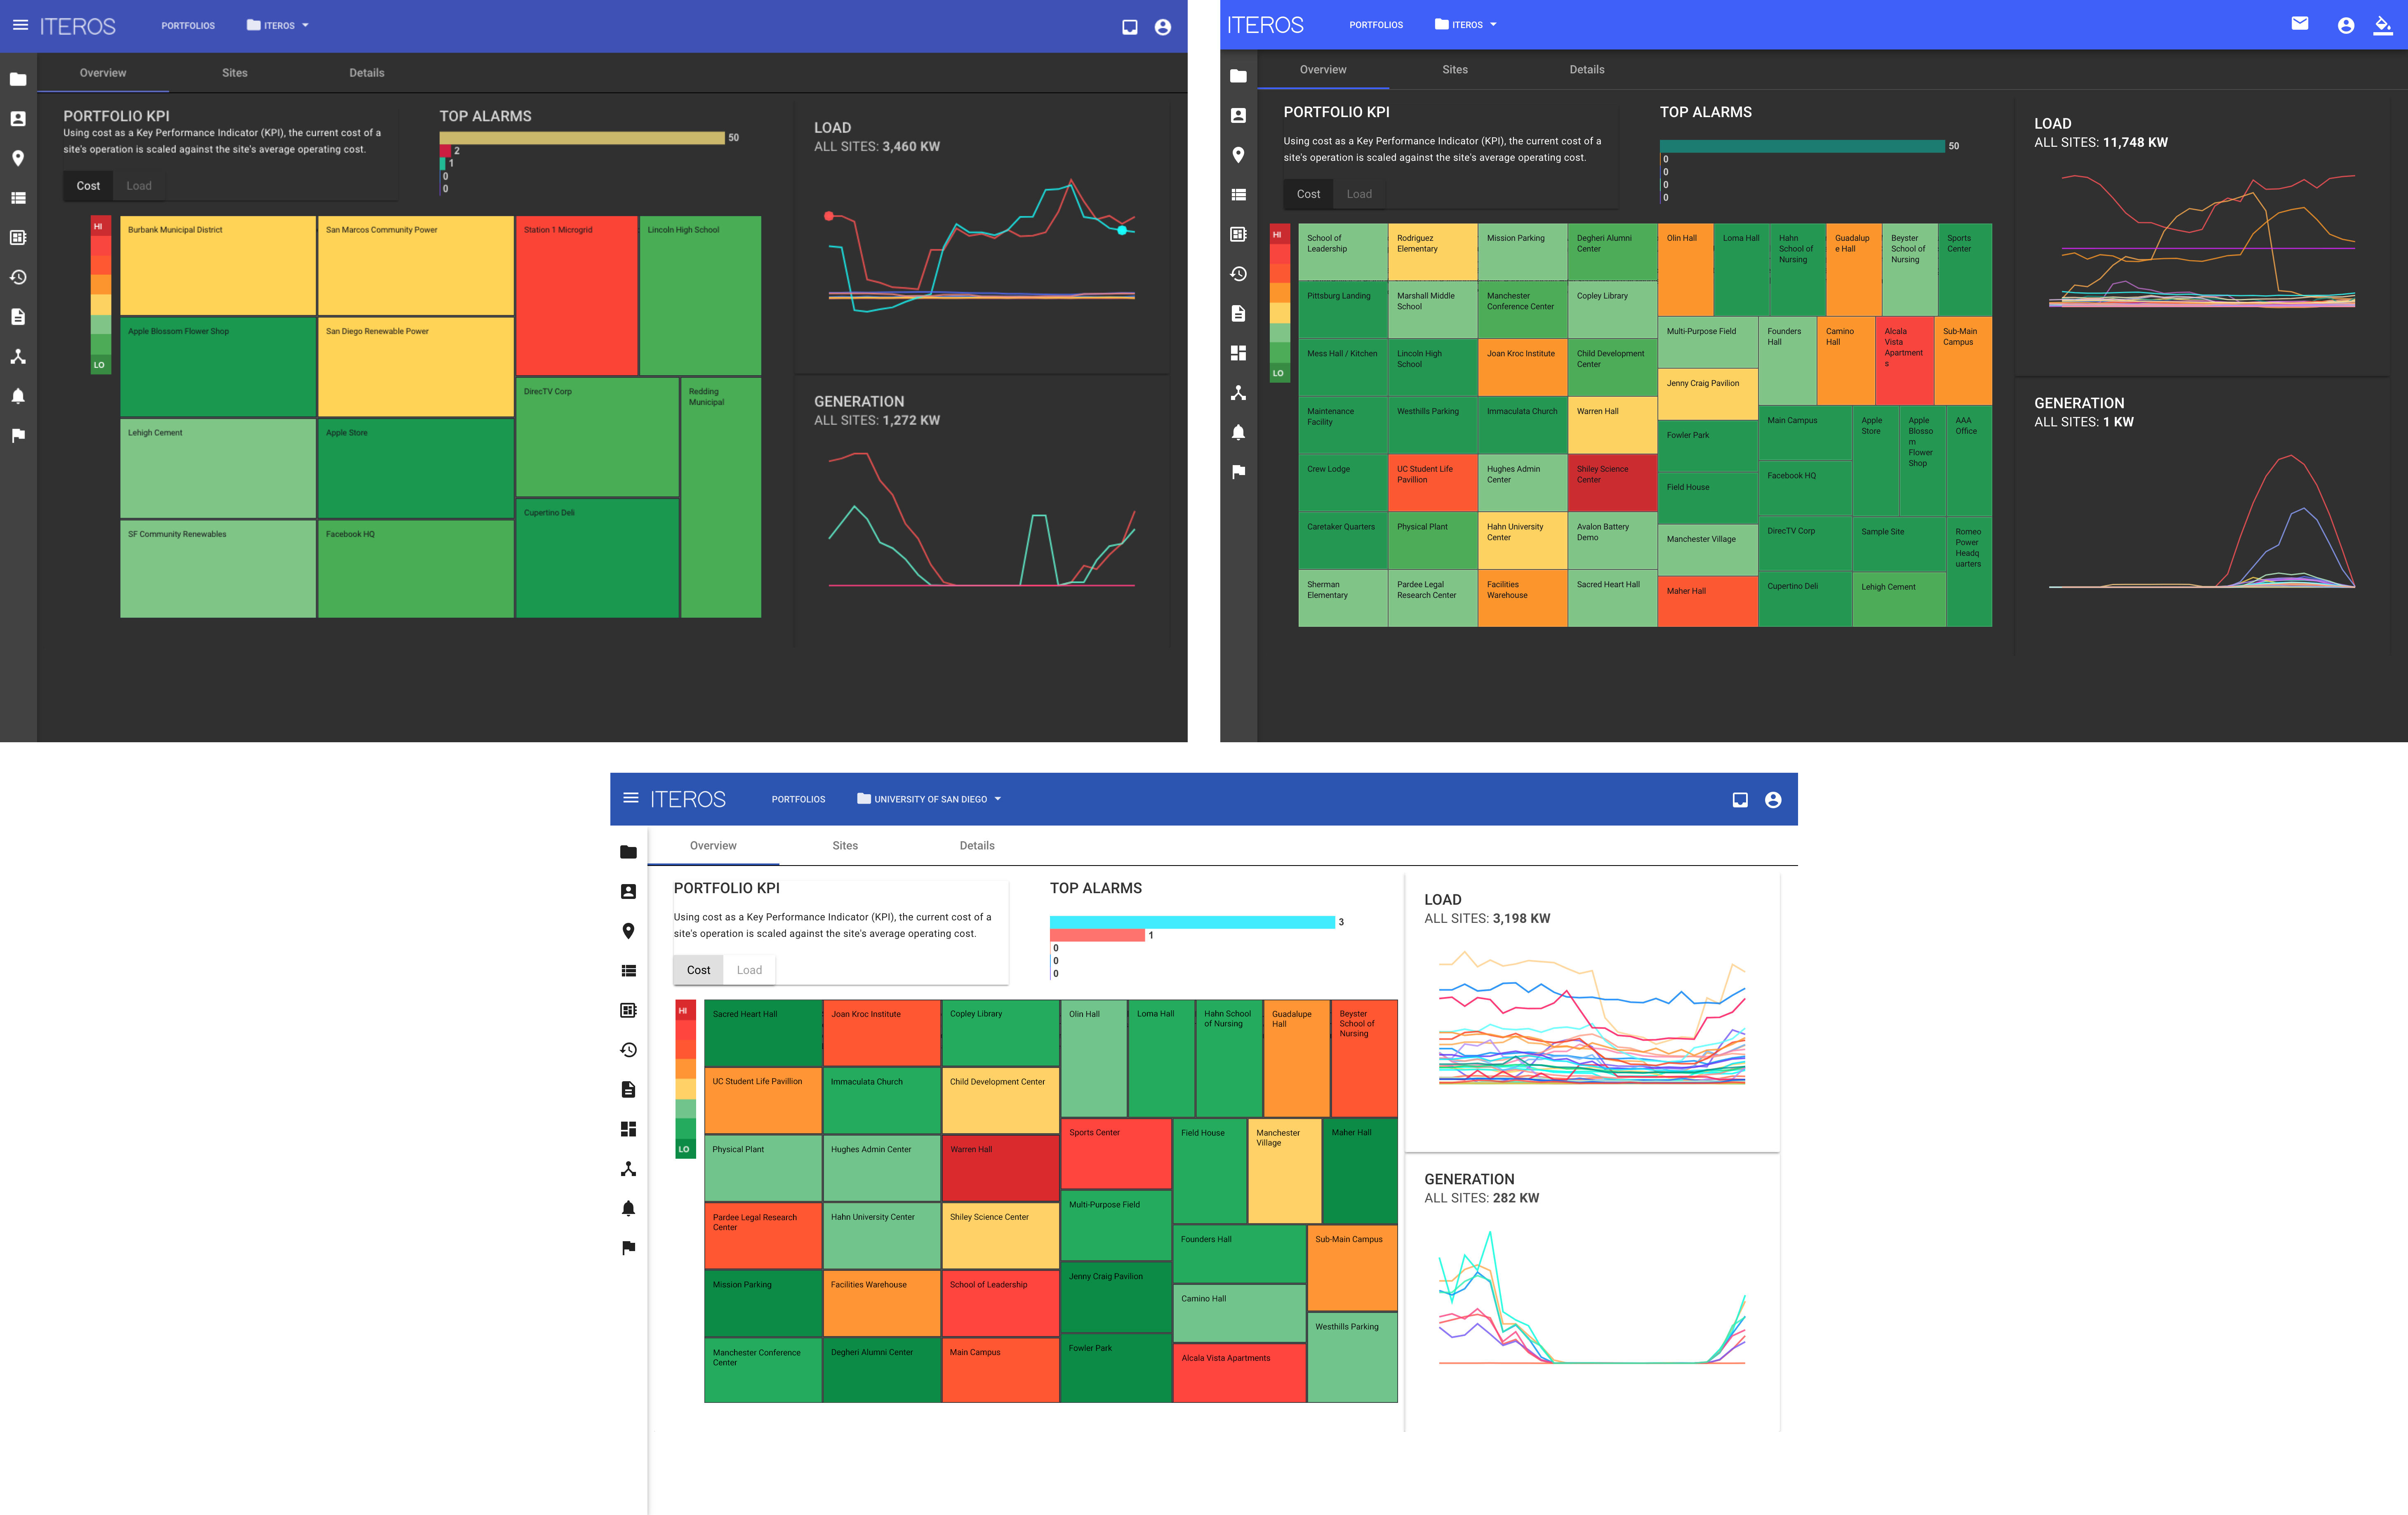 ITEROS
PORTFOLIOS
ITEROS
Overview
Sites
Details
PORTFOLIO KPI
Using cost as a Key Performance Indicator (KPI), the current cost of a
site's operation is scaled against the site's average operating cost.
Cost
Load
TOP ALARMS
50
2
1
0
0
HI
LO
Burbank Municipal District
San Marcos Community Power
Station 1 Microgrid
Lincoln High School
Apple Blossom Flower Shop
San Diego Renewable Power
DirecTV Corp
Redding
Municipal
Lehigh Cement
Apple Store
Cupertino Deli
SF Community Renewables
Facebook HQ
LOAD
ALL SITES: 3,460 KW
GENERATION
ALL SITES: 1,272 KW
ITEROS
PORTFOLIOS
ITEROS
Overview
Sites
Details
PORTFOLIO KPI
Using cost as a Key Performance Indicator (KPI), the current cost of a
site's operation is scaled against the site's average operating cost.
Cost
Load
TOP ALARMS
50
0
0
0
0
HI
LO
School of
Leadership
Rodriguez
Elementary
Mission Parking
Degheri Alumni
Center
Olin Hall
Loma Hall
Hahn
School of
Nursing
Guadalup
e Hall
Beyster
School of
Nursing
Sports
Center
Pittsburg Landing
Marshall Middle
School
Manchester
Conference Center
Copley Library
Multi-Purpose Field
Founders
Hall
Camino
Hall
Alcala
Vista
Apartment
s
Sub-Main
Campus
Mess Hall / Kitchen
Lincoln High
School
Joan Kroc Institute
Child Development
Center
Jenny Craig Pavilion
Maintenance
Facility
Westhills Parking
Immaculata Church
Warren Hall
Fowler Park
Main Campus
Apple
Store
Apple
Blosso
m
Flower
Shop
AAA
Office
Crew Lodge
UC Student Life
Pavillion
Hughes Admin
Center
Shiley Science
Center
Field House
Facebook HQ
Caretaker Quarters
Physical Plant
Hahn University
Center
Avalon Battery
Demo
Manchester Village
DirecTV Corp
Sample Site
Romeo
Power
Headq
uarters
Sherman
Elementary
Pardee Legal
Research Center
Facilities
Warehouse
Sacred Heart Hall
Maher Hall
Cupertino Deli
Lehigh Cement
LOAD
ALL SITES: 11,748 KW
GENERATION
ALL SITES: 1 KW
ITEROS
PORTFOLIOS
UNIVERSITY OF SAN DIEGO
Overview
Sites
Details
PORTFOLIO KPI
Using cost as a Key Performance Indicator (KPI), the current cost of a
site's operation is scaled against the site's average operating cost.
Cost
Load
TOP ALARMS
3
1
0
0
0
HI
LO
Sacred Heart Hall
Joan Kroc Institute
Copley Library
Olin Hall
Loma Hall
Hahn School
of Nursing
Guadalupe
Hall
Beyster
School of
Nursing
UC Student Life Pavillion
Immaculata Church
Child Development Center
Sports Center
Field House
Manchester
Village
Maher Hall
Physical Plant
Hughes Admin Center
Warren Hall
Multi-Purpose Field
Pardee Legal Research
Center
Hahn University Center
Shiley Science Center
Founders Hall
Sub-Main Campus
Mission Parking
Facilities Warehouse
School of Leadership
Jenny Craig Pavilion
Camino Hall
Westhills Parking
Manchester Conference
Center
Degheri Alumni Center
Main Campus
Fowler Park
Alcala Vista Apartments
LOAD
ALL SITES: 3,198 KW
GENERATION
ALL SITES: 282 KW